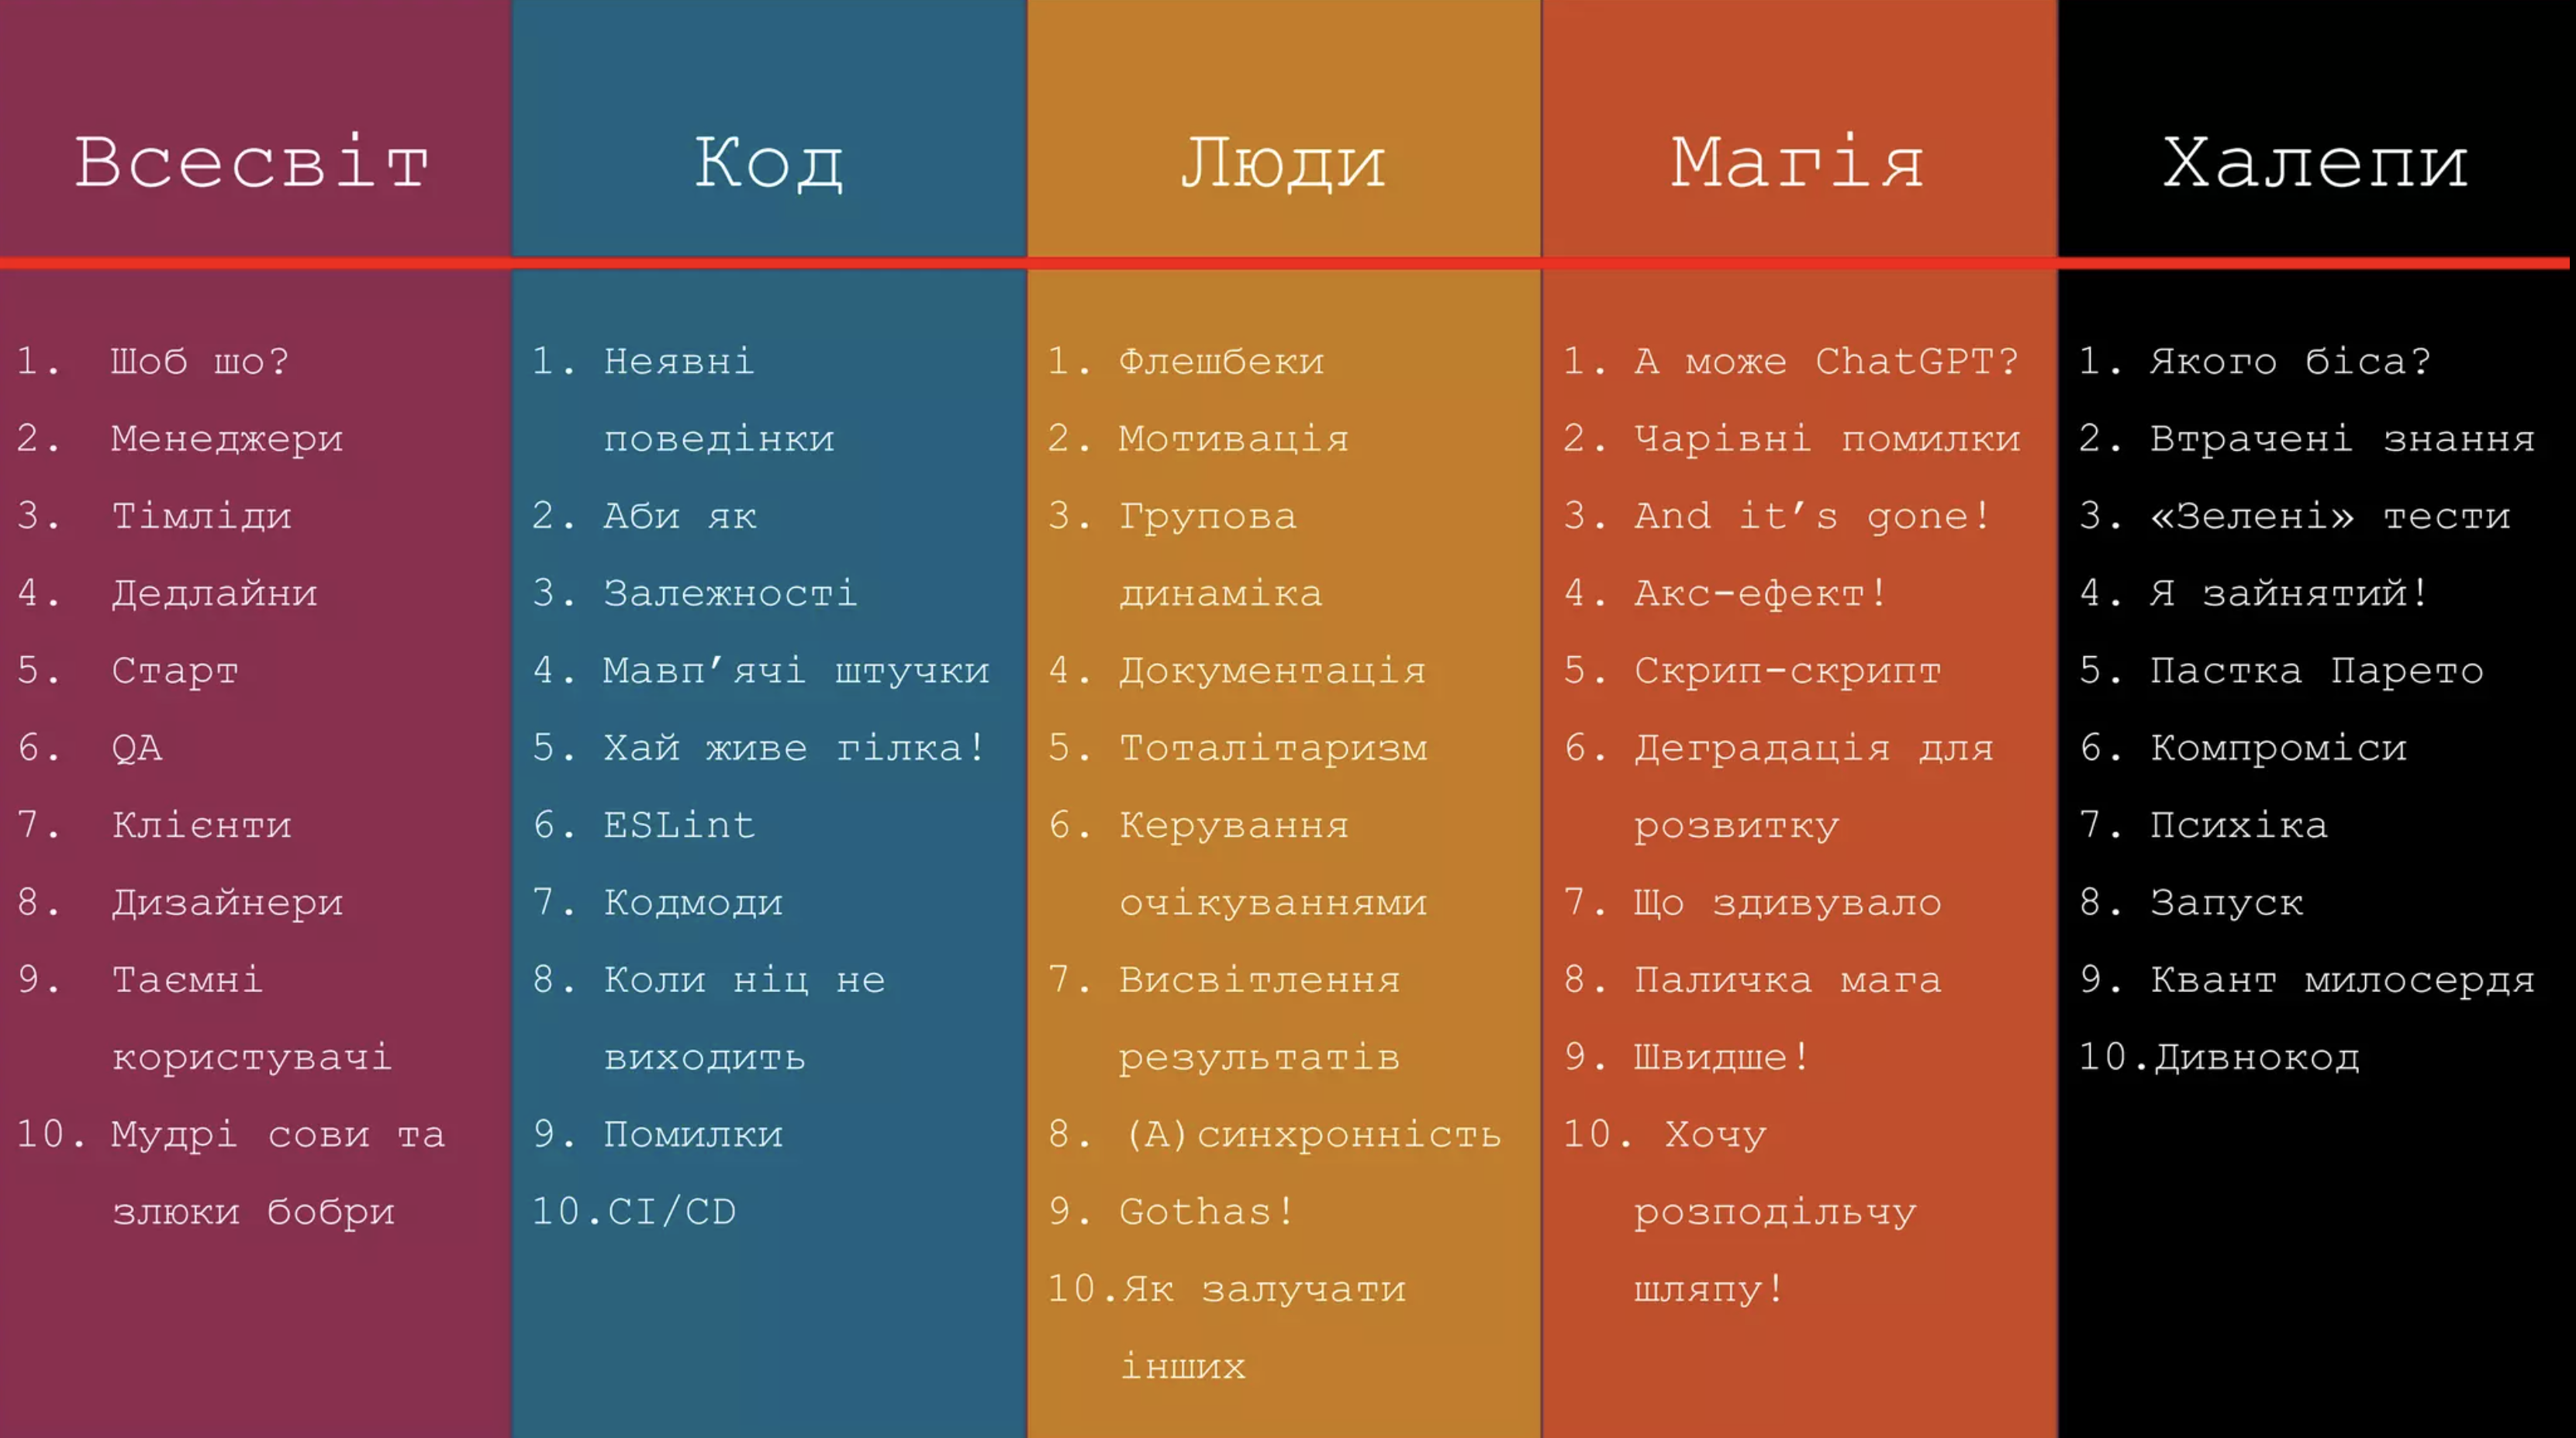 Всесвіт
1. Шоб шо?
2. Менеджери
3. Тімліди
4. Дедлайни
5. Старт
6. QA
7. Клієнти
8. Дизайнери
9. Таємні
користувачі
10. Мудрі сови та
злюки бобри
Код
1. Неявні
поведінки
2. Аби як
3. Залежності
4. Мавп’ячі штучки
5. Хай живе гілка!
6. ESLint
7. Кодмоди
8. Коли ніц не
виходить
9. Помилки
10.CI/CD
Люди
1. Флешбеки
2. Мотивація
3. Групова
динаміка
4. Документація
5. Тоталітаризм
6. Керування
очікуваннями
7. Висвітлення
результатів
8. (А)синхронність
9. Gothas!
10.Як залучати
інших
Магія
1. А може ChatGPT?
2. Чарівні помилки
3. And it’s gone!
4. Акс-ефект!
5. Скрип-скрипт
6. Деградація для
розвитку
7. Що здивувало
8. Паличка мага
9. Швидше!
10. Хочу
розподільчу
шляпу!
Халепи
1. Якого біса?
2. Втрачені знання
3. «Зелені» тести
4. Я зайнятий!
5. Пастка Парето
6. Компроміси
7. Психіка
8. Запуск
9. Квант милосердя
10.Дивнокод